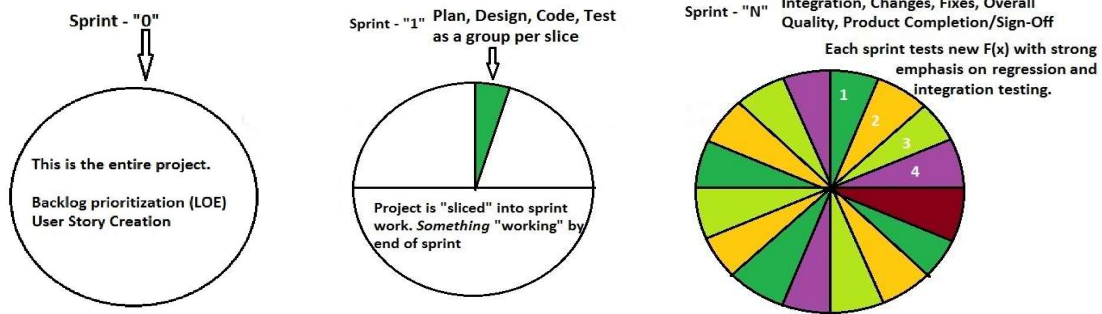 Sprint - "0"
This is the entire project.
Backlog prioritization (LOE)
User Story Creation
Sprint - "1" Plan, Design, Code, Test
as a group per slice
Project is "sliced" into sprint
work. Something "working" by
end of sprint
Sprint - "N" Integration, Changes, Fixes, Overall
Quality, Product Completion/Sign-Off
Each sprint tests new F(x) with strong
emphasis on regression and
integration testing.
1
2
3
4